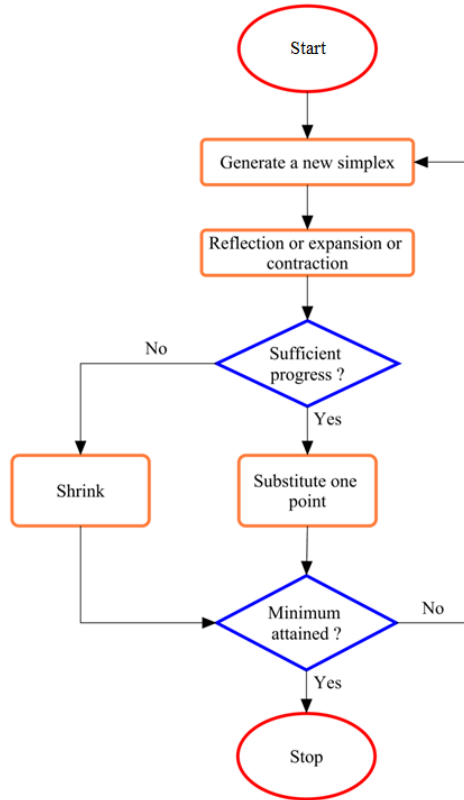 Start
Generate a new simplex
Reflection or expansion or
contraction
Sufficient
progress ?
No
Yes
Shrink
Substitute one
point
Minimum
attained ?
No
Yes
Stop